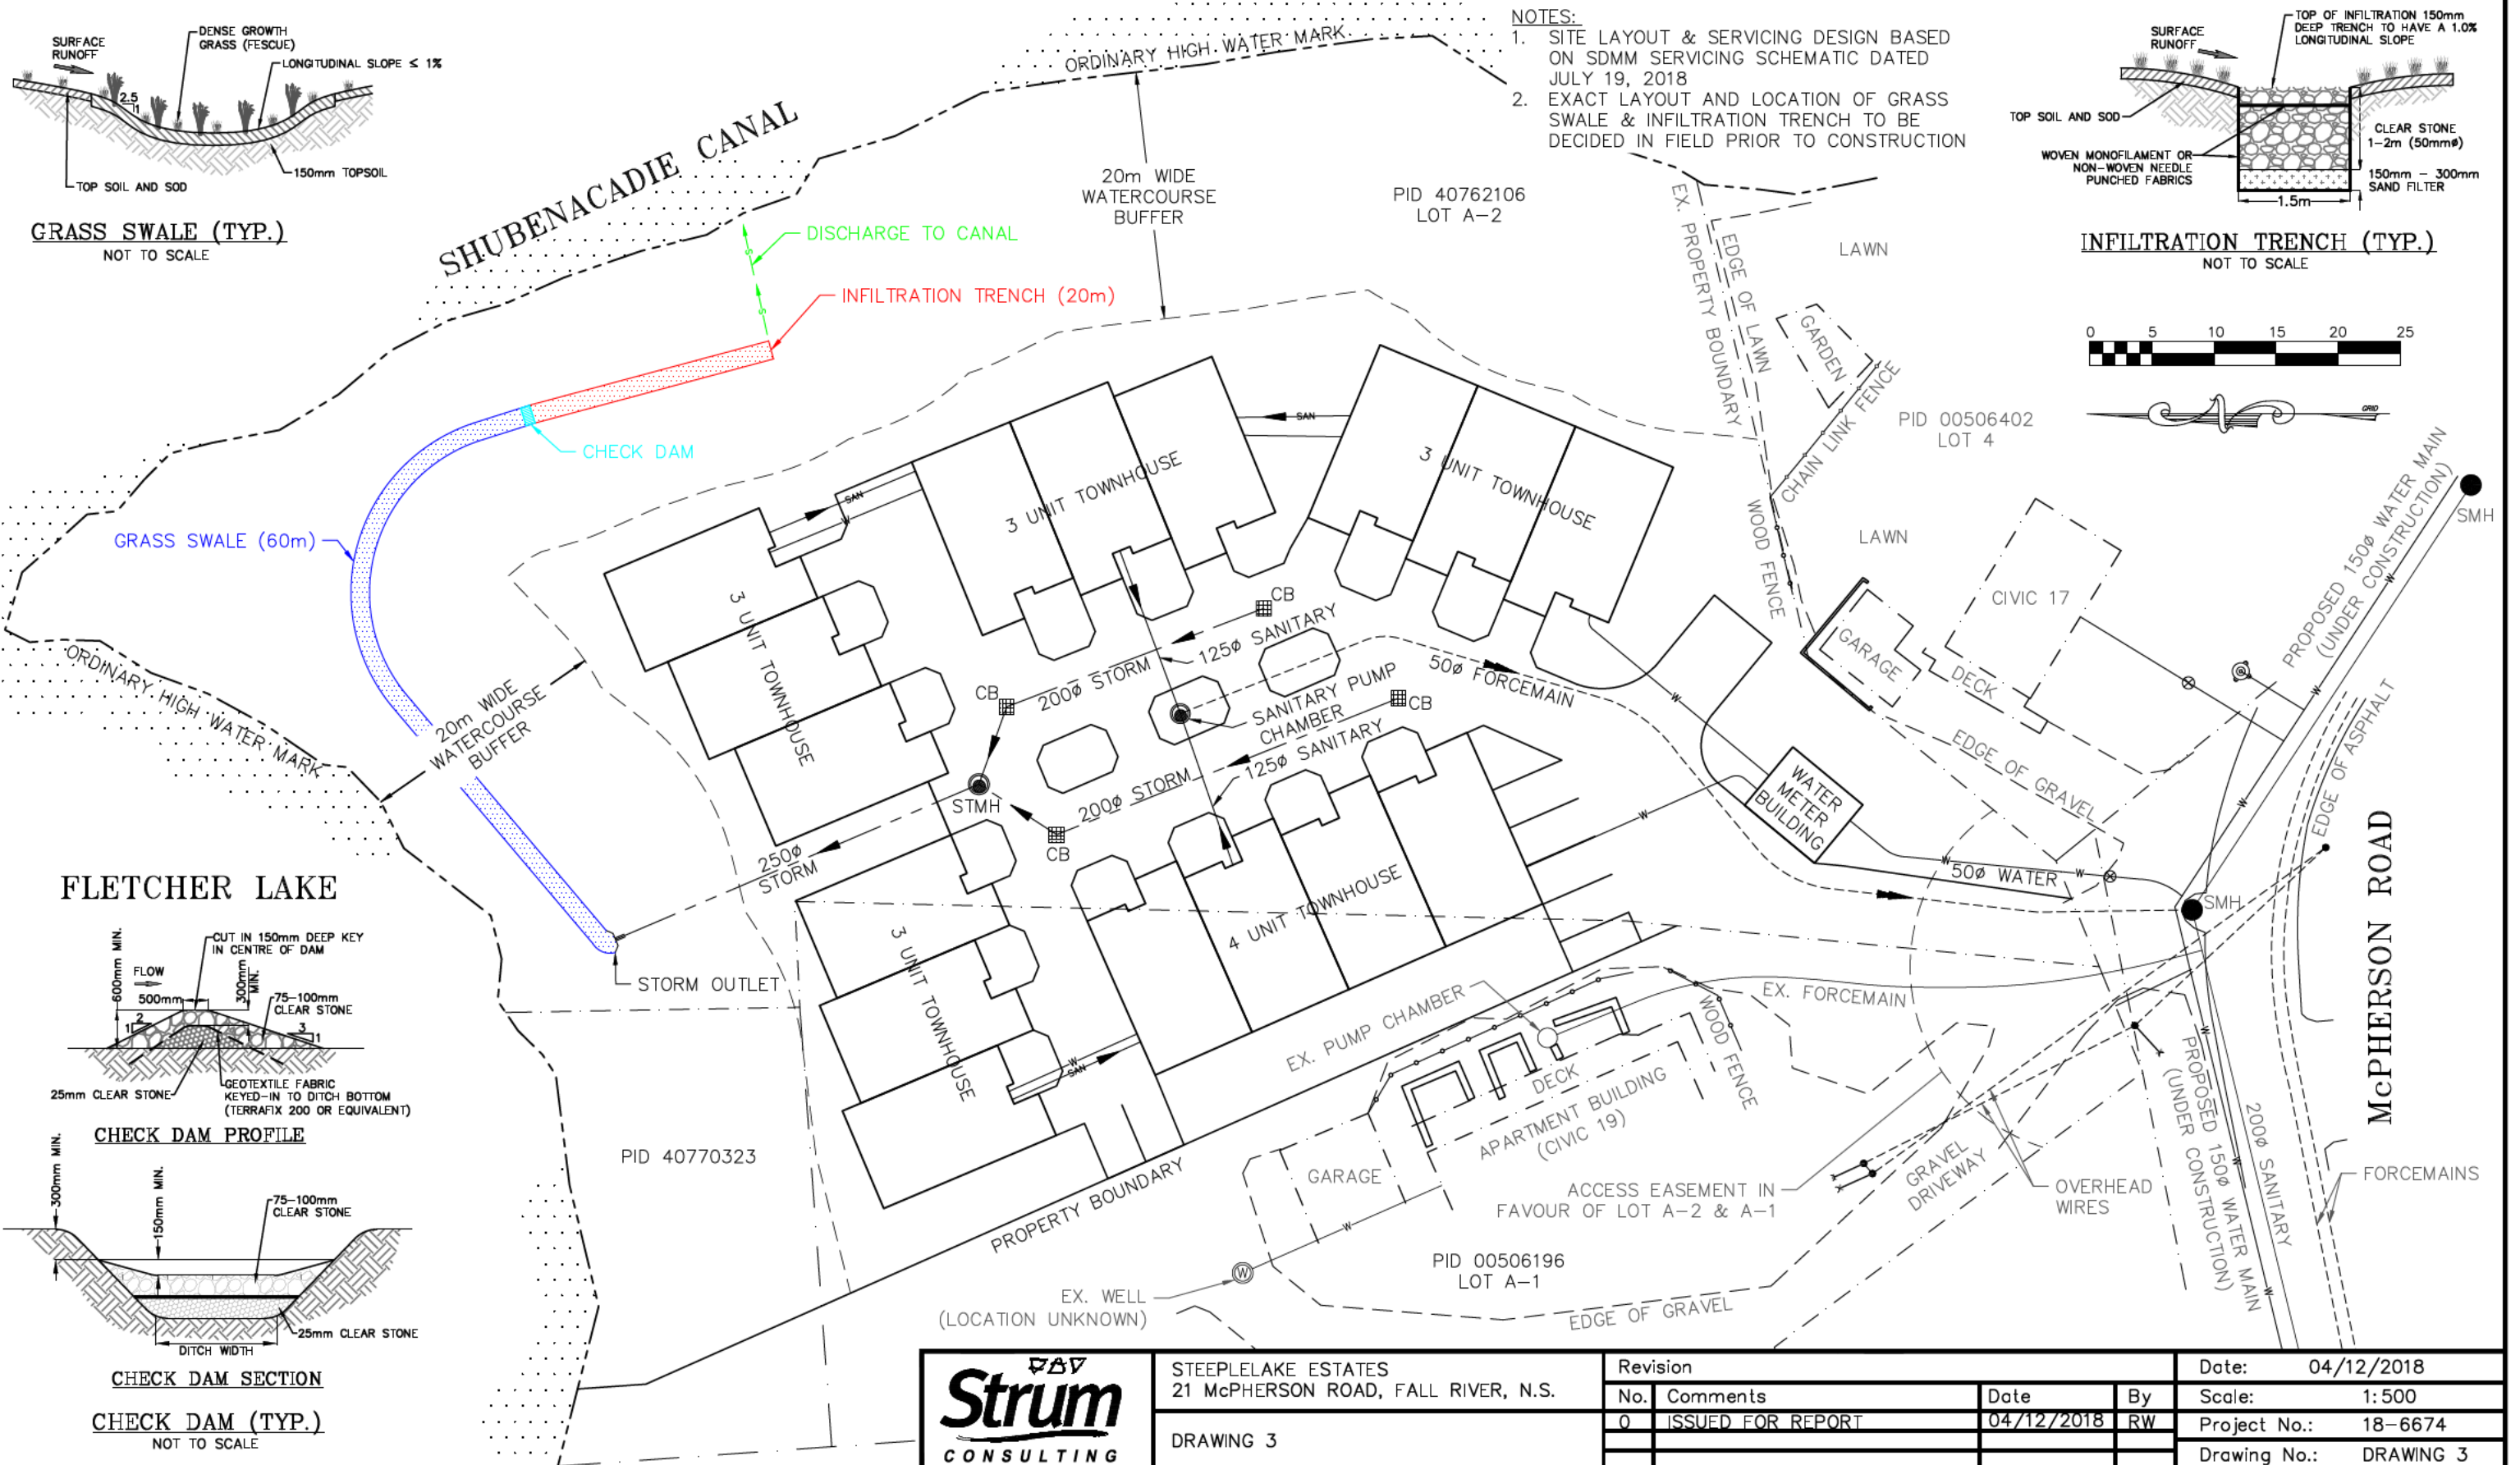 SURFACE
RUNOFF
DENSE GROWTH
GRASS (FESCUE)
LONGITUDINAL SLOPE ≤ 1%
2.5
1
150mm TOPSOIL
TOP SOIL AND SOD
GRASS SWALE (TYP.)
NOT TO SCALE
SHUBENACADIE CANAL
ORDINARY HIGH WATER MARK
20m WIDE
WATERCOURSE
BUFFER
NOTES:
1. SITE LAYOUT & SERVICING DESIGN BASED
ON SDMM SERVICING SCHEMATIC DATED
JULY 19, 2018
2. EXACT LAYOUT AND LOCATION OF GRASS
SWALE & INFILTRATION TRENCH TO BE
DECIDED IN FIELD PRIOR TO CONSTRUCTION
PID 40762106
LOT A-2
SURFACE
RUNOFF
TOP OF INFILTRATION 150mm
DEEP TRENCH TO HAVE A 1.0%
LONGITUDINAL SLOPE
TOP SOIL AND SOD
CLEAR STONE
1-2m (50mmø)
WOVEN MONOFILAMENT OR
NON-WOVEN NEEDLE
PUNCHED FABRICS
150mm - 300mm
SAND FILTER
1.5m
INFILTRATION TRENCH (TYP.)
NOT TO SCALE
0 5 10 15 20 25
N
GRID
S
S
DISCHARGE TO CANAL
INFILTRATION TRENCH (20m)
CHECK DAM
GRASS SWALE (60m)
EX. PROPERTY BOUNDARY
EDGE OF LAWN
LAWN
GARDEN
CHAIN LINK FENCE
PID 00506402
LOT 4
WOOD FENCE
LAWN
CIVIC 17
GARAGE
DECK
EDGE OF GRAVEL
PROPOSED 150ø WATER MAIN
(UNDER CONSTRUCTION)
SMH
W
W
W
EDGE OF ASPHALT
McPHERSON ROAD
3 UNIT TOWNHOUSE
3 UNIT TOWNHOUSE
3 UNIT TOWNHOUSE
SAN
SAN
W
CB
125ø SANITARY
200ø STORM
CB
50ø FORCEMAIN
SANITARY PUMP
CHAMBER
CB
125ø SANITARY
200ø STORM
STMH
CB
250ø
STORM
STORM OUTLET
W
W
WATER
METER
BUILDING
W
W
50ø WATER
SMH
ORDINARY HIGH WATER MARK
20m WIDE
WATERCOURSE
BUFFER
FLETCHER LAKE
3 UNIT TOWNHOUSE
4 UNIT TOWNHOUSE
W
SAN
600mm MIN.
CUT IN 150mm DEEP KEY
IN CENTRE OF DAM
FLOW
500mm
300mm
MIN.
75-100mm
CLEAR STONE
2
1
3
1
25mm CLEAR STONE
GEOTEXTILE FABRIC
KEYED-IN TO DITCH BOTTOM
(TERRAFIX 200 OR EQUIVALENT)
CHECK DAM PROFILE
300mm MIN.
150mm MIN.
75-100mm
CLEAR STONE
25mm CLEAR STONE
DITCH WIDTH
CHECK DAM SECTION
CHECK DAM (TYP.)
NOT TO SCALE
PID 40770323
PROPERTY BOUNDARY
EX. PUMP CHAMBER
EX. FORCEMAIN
WOOD FENCE
DECK
APARTMENT BUILDING
(CIVIC 19)
GARAGE
W
W
EX. WELL
(LOCATION UNKNOWN)
ACCESS EASEMENT IN
FAVOUR OF LOT A-2 & A-1
PID 00506196
LOT A-1
EDGE OF GRAVEL
GRAVEL
DRIVEWAY
OVERHEAD
WIRES
PROPOSED 150ø WATER MAIN
(UNDER CONSTRUCTION)
W
W
W
200ø SANITARY
FORCEMAINS
Strum
CONSULTING
STEEPLELAKE ESTATES
21 McPHERSON ROAD, FALL RIVER, N.S.
DRAWING 3
Revision
No. Comments Date By
0 ISSUED FOR REPORT 04/12/2018 RW
Date: 04/12/2018
Scale: 1:500
Project No.: 18-6674
Drawing No.: DRAWING 3